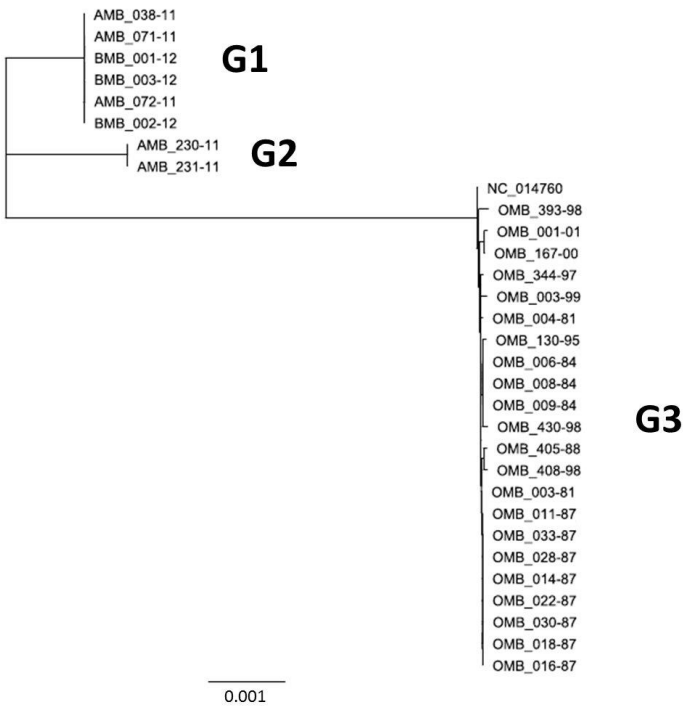 AMB_038-11
AMB_071-11
BMB_001-12
G1
BMB_003-12
AMB_072-11
BMB_002-12
AMB_230-11
G2
AMB_231-11
NC_014760
OMB_393-98
OMB_001-01
OMB_167-00
OMB_344-97
OMB_003-99
OMB_004-81
OMB_130-95
OMB_006-84
OMB_008-84
OMB_009-84
G3
OMB_430-98
OMB_405-88
OMB_408-98
OMB_003-81
OMB_011-87
OMB_033-87
OMB_028-87
OMB_014-87
OMB_022-87
OMB_030-87
OMB_018-87
OMB_016-87
0.001